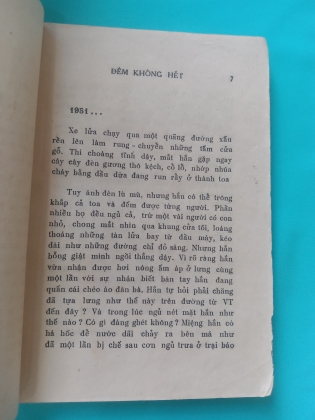 ĐÊM KHÔNG HẾT
7
1951...
Xe lửa chạy qua một quãng đường xấu
rền lên làm rung-chuyển những tấm cửa
gỗ. Thi choàng tỉnh dậy, mắt hắn gặp ngay
cây cây đèn gương thô kệch, cổ lỗ, nhớp nhúa
chảy hằng dầu dừa đang run rẩy ở thành toa
Tuy ánh đèn lù mù, nhưng hắn có thể trông
khắp cả toa và đếm được từng người. Phần
nhiều họ đều ngủ cả, trừ một vài người cò con
nhỏ, chong mắt nhìn qua khung cửa tối, loáng
thoáng những tàn lửa bay từ đầu máy, kéo
dài như những đường chỉ đỏ sáng. Nhưng hắn
bỗng giật mình ngồi thẳng dậy. Vì rõ ràng hắn
vừa nhận được hơi nóng ấm áp ở lưng cùng
một lần với sự nhận biết bàn tay hắn đang
quấn cái chéo áo đàn bà. Hắn tự hỏi phải chăng
đã tựa lưng như thế này trên đường từ VT
đến đây? Và trong lúc ngủ nét mặt hắn như
thế nào? Có gì đáng ghét không? Miệng hắn có
há hốc để nước dãi chảy ra bên má như
đã một lần bị chế sau cơn ngủ trưa ở trại báo